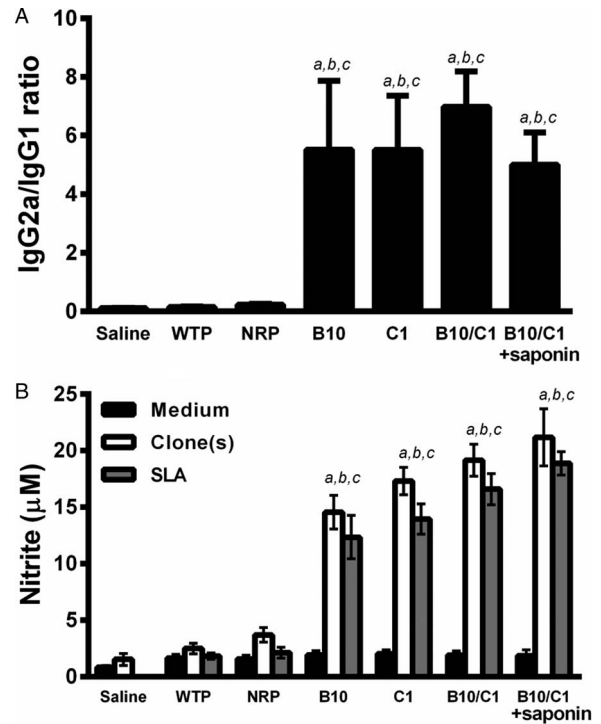 A
IgG2a/IgG1 ratio
10
8
6
4
2
0
a,b,c
a,b,c
a,b,c
a,b,c
Saline WTP NRP B10 C1 B10/C1 B10/C1
+saponin
B
Nitrite (μM)
25
20
15
10
5
0
Medium
Clone(s)
SLA
a,b,c
a,b,c
a,b,c
a,b,c
Saline WTP NRP B10 C1 B10/C1 B10/C1
+saponin